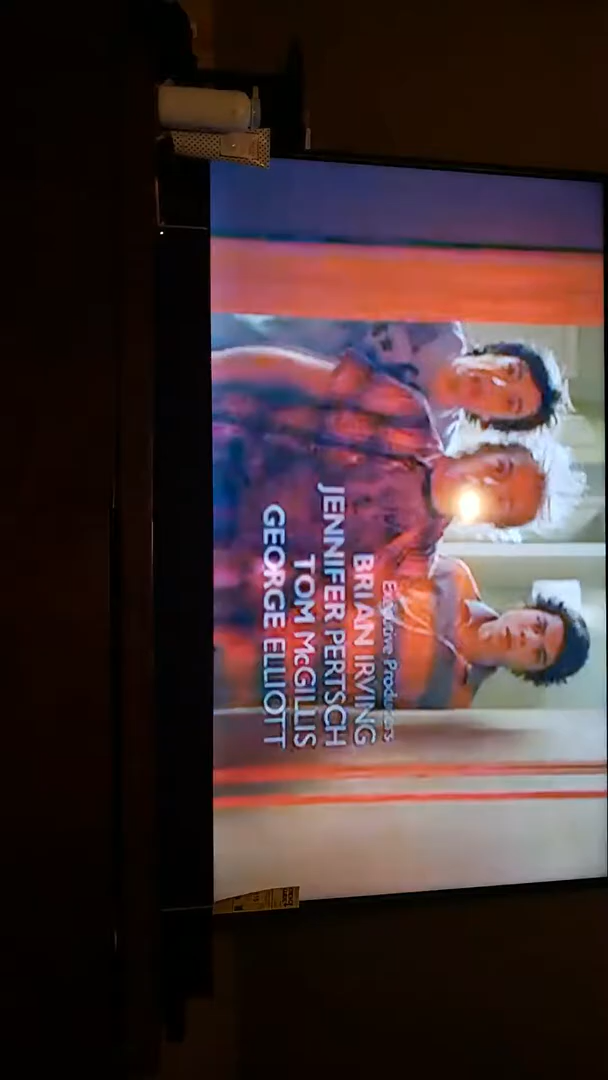 Executive Producers
BRIAN IRVING
JENNIFER PERTSCH
TOM McGILLIS
GEORGE ELLIOTT